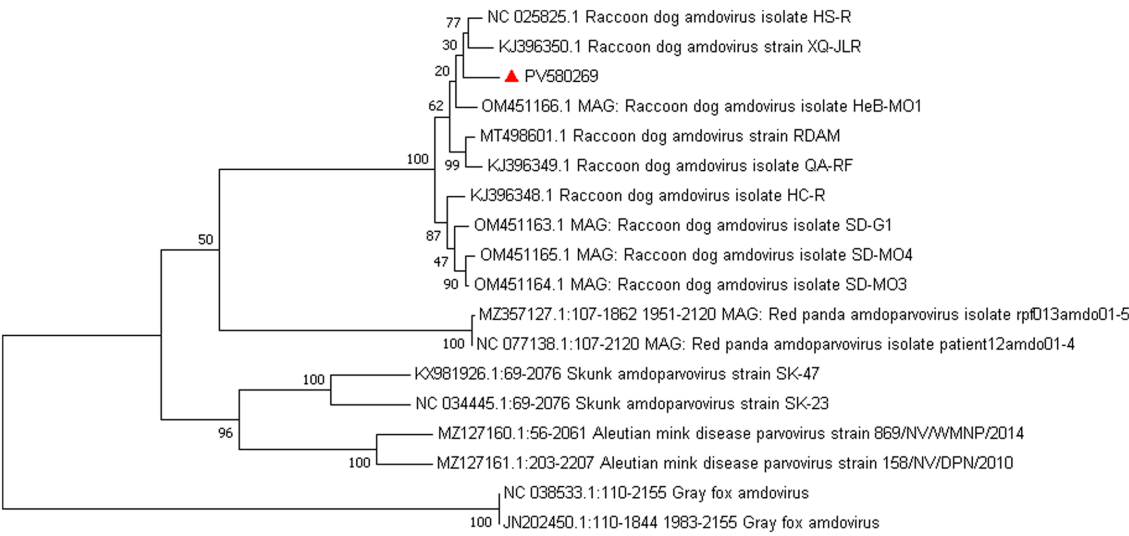 77
NC 025825.1 Raccoon dog amdovirus isolate HS-R
30
KJ396350.1 Raccoon dog amdovirus strain XQ-JLR
20
PV580269
62
OM451166.1 MAG: Raccoon dog amdovirus isolate HeB-MO1
MT498601.1 Raccoon dog amdovirus strain RDAM
100
99
KJ396349.1 Raccoon dog amdovirus isolate QA-RF
KJ396348.1 Raccoon dog amdovirus isolate HC-R
87
OM451163.1 MAG: Raccoon dog amdovirus isolate SD-G1
50
47
OM451165.1 MAG: Raccoon dog amdovirus isolate SD-MO4
90
OM451164.1 MAG: Raccoon dog amdovirus isolate SD-MO3
MZ357127.1:107-1862 1951-2120 MAG: Red panda amdoparvovirus isolate rpf013amdo01-5
100
NC 077138.1:107-2120 MAG: Red panda amdoparvovirus isolate patient12amdo01-4
100
KX981926.1:69-2076 Skunk amdoparvovirus strain SK-47
NC 034445.1:69-2076 Skunk amdoparvovirus strain SK-23
96
MZ127160.1:56-2061 Aleutian mink disease parvovirus strain 869/NV/WMNP/2014
100
MZ127161.1:203-2207 Aleutian mink disease parvovirus strain 158/NV/DPN/2010
NC 038533.1:110-2155 Gray fox amdovirus
100
JN202450.1:110-1844 1983-2155 Gray fox amdovirus